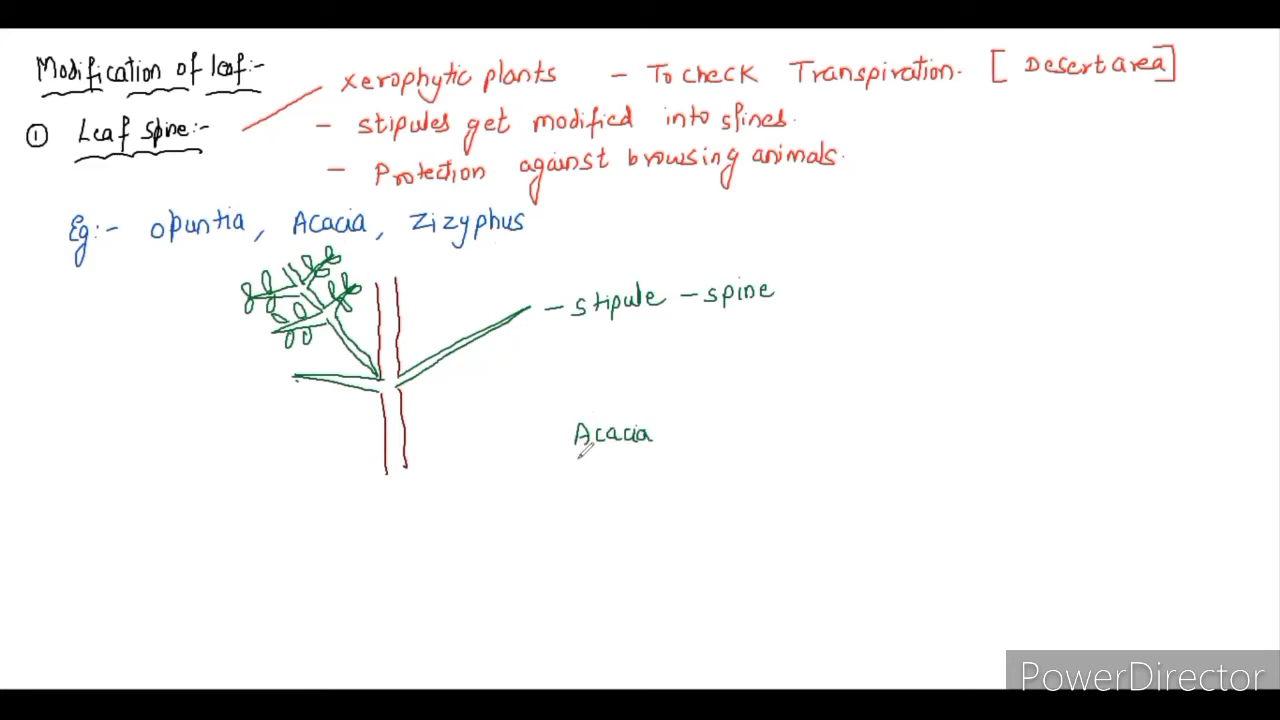 Modification of leaf:-
xerophytic plants - To check Transpiration. [Desert area]
① Leaf spine:-
- stipules get modified into spines.
- Protection against browsing animals.
Eg:- opuntia, Acacia, Zizyphus
- stipule - spine
Acacia
PowerDirector